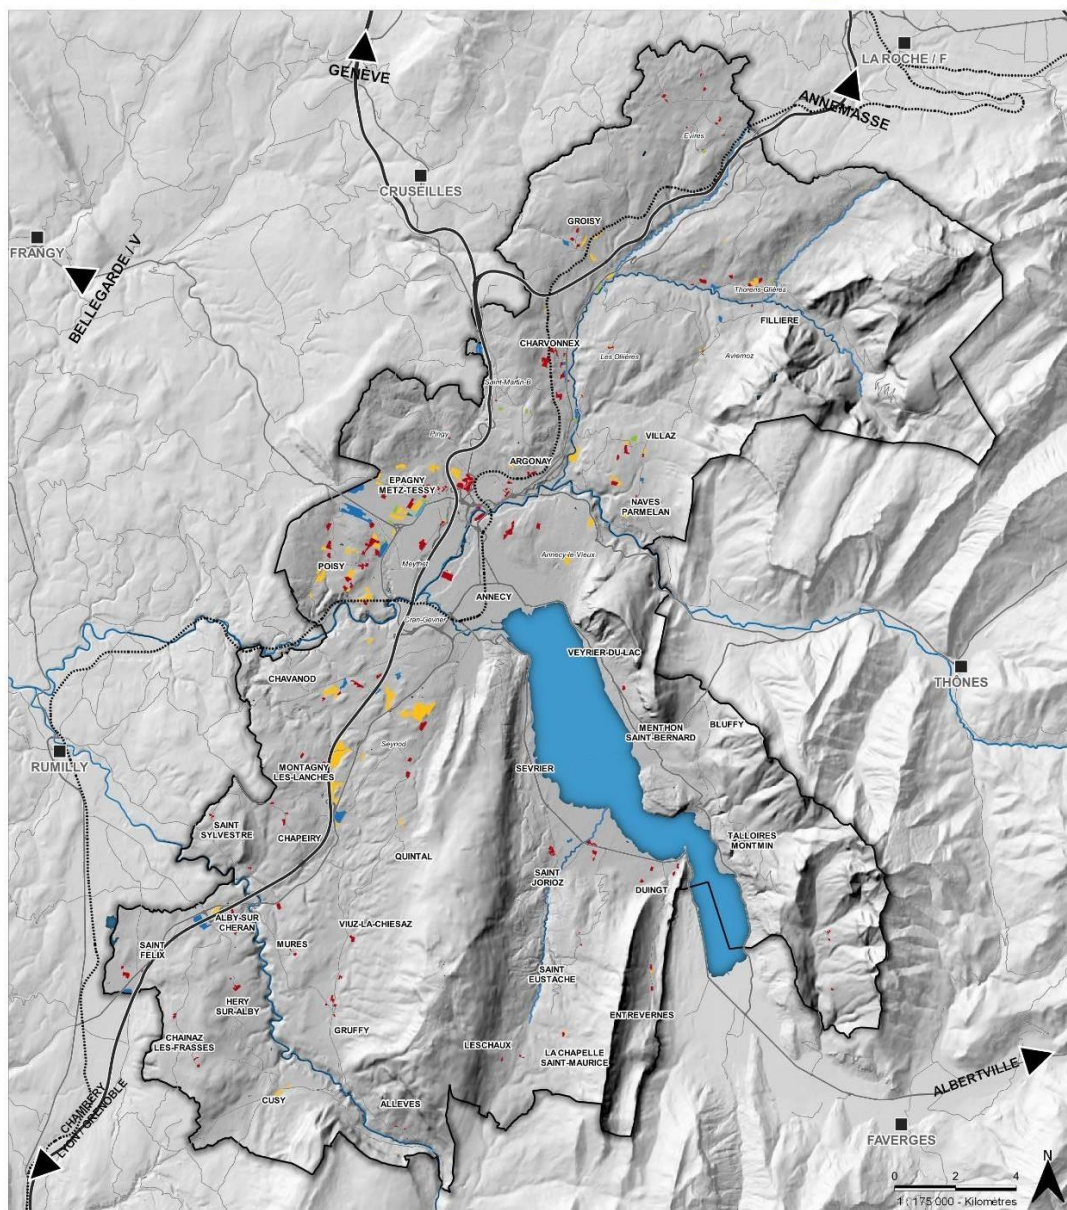 GENÈVE
LA ROCHE / F
ANNEMASSE
Evires
CRUSEILLES
GROISY
FRANGY
BELLEGARDE / V
Thorens-Glières
FILLIERE
CHARVONNEX
Les Ollières
Aviernoz
Saint-Martin-B
Pringy
VILLAZ
ARGONAY
EPAGNY
METZ-TESSY
NAVES
PARMELAN
Annecy-le-Vieux
POISY
Meythet
ANNECY
Cran-Gevrier
VEYRIER-DU-LAC
CHAVANOD
THÔNES
MENTHON
SAINT-BERNARD
BLUFFY
Seynod
RUMILLY
MONTAGNY
LES-LANCHES
SEVRIER
SAINT
SYLVESTRE
CHAPEIRY
TALLOIRES
MONTMIN
QUINTAL
SAINT
JORIOZ
DUINGT
ALBY-SUR
CHERAN
VIUZ-LA-CHIESAZ
SAINT
FELIX
MURES
SAINT
EUSTACHE
HERY
SUR-ALBY
ENTREVERNES
GRUFFY
CHAINAZ
LES-FRASSES
LESCHAUX
LA CHAPELLE
SAINT-MAURICE
ALBERTVILLE
CUSY
ALLEVES
CHAMBERY
LYON / GRENOBLE
FAVERGES
N
0 2 4
1 : 175 000 - Kilomètres